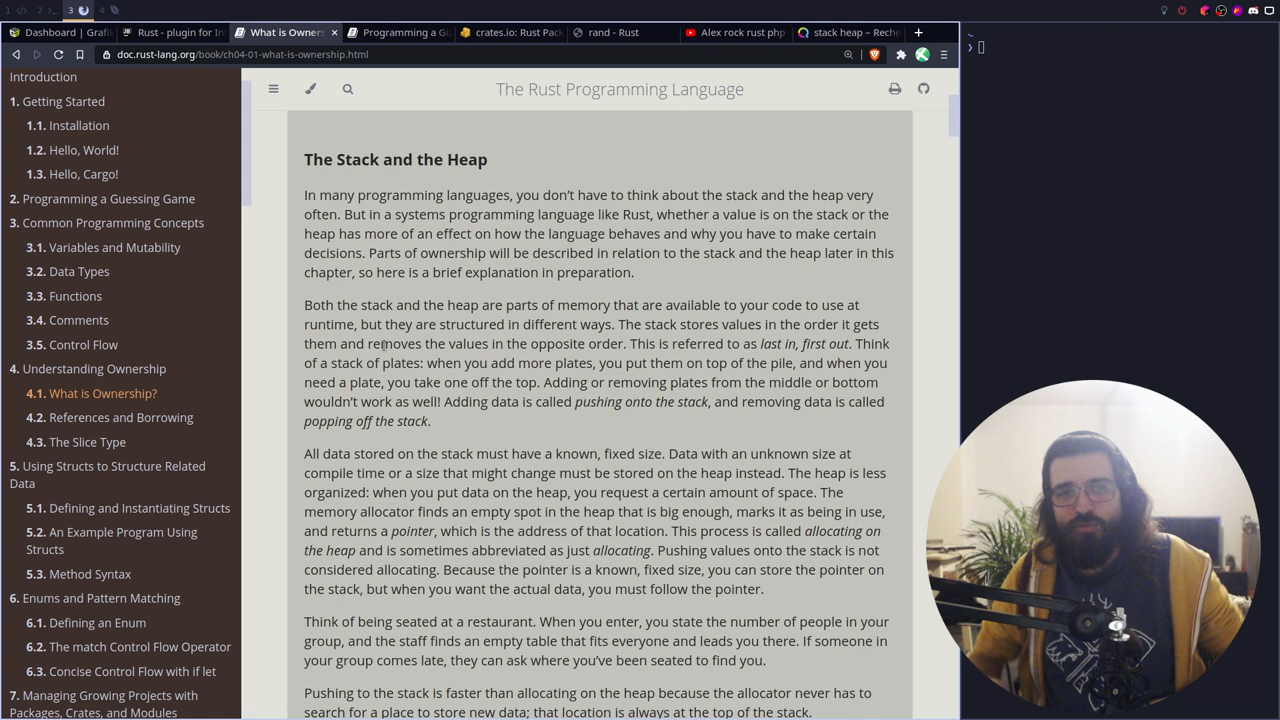 1
2
3
4
Dashboard | Grafi
Rust - plugin for In
What is Owners
Programming a Gu
crates.io: Rust Pack
rand - Rust
Alex rock rust php
stack heap – Reche
doc.rust-lang.org/book/ch04-01-what-is-ownership.html
Introduction
1. Getting Started
1.1. Installation
1.2. Hello, World!
1.3. Hello, Cargo!
2. Programming a Guessing Game
3. Common Programming Concepts
3.1. Variables and Mutability
3.2. Data Types
3.3. Functions
3.4. Comments
3.5. Control Flow
4. Understanding Ownership
4.1. What is Ownership?
4.2. References and Borrowing
4.3. The Slice Type
5. Using Structs to Structure Related
Data
5.1. Defining and Instantiating Structs
5.2. An Example Program Using
Structs
5.3. Method Syntax
6. Enums and Pattern Matching
6.1. Defining an Enum
6.2. The match Control Flow Operator
6.3. Concise Control Flow with if let
7. Managing Growing Projects with
Packages, Crates, and Modules
The Rust Programming Language
The Stack and the Heap
In many programming languages, you don’t have to think about the stack and the heap very
often. But in a systems programming language like Rust, whether a value is on the stack or the
heap has more of an effect on how the language behaves and why you have to make certain
decisions. Parts of ownership will be described in relation to the stack and the heap later in this
chapter, so here is a brief explanation in preparation.
Both the stack and the heap are parts of memory that are available to your code to use at
runtime, but they are structured in different ways. The stack stores values in the order it gets
them and removes the values in the opposite order. This is referred to as last in, first out. Think
of a stack of plates: when you add more plates, you put them on top of the pile, and when you
need a plate, you take one off the top. Adding or removing plates from the middle or bottom
wouldn’t work as well! Adding data is called pushing onto the stack, and removing data is called
popping off the stack.
All data stored on the stack must have a known, fixed size. Data with an unknown size at
compile time or a size that might change must be stored on the heap instead. The heap is less
organized: when you put data on the heap, you request a certain amount of space. The
memory allocator finds an empty spot in the heap that is big enough, marks it as being in use,
and returns a pointer, which is the address of that location. This process is called allocating on
the heap and is sometimes abbreviated as just allocating. Pushing values onto the stack is not
considered allocating. Because the pointer is a known, fixed size, you can store the pointer on
the stack, but when you want the actual data, you must follow the pointer.
Think of being seated at a restaurant. When you enter, you state the number of people in your
group, and the staff finds an empty table that fits everyone and leads you there. If someone in
your group comes late, they can ask where you’ve been seated to find you.
Pushing to the stack is faster than allocating on the heap because the allocator never has to
search for a place to store new data; that location is always at the top of the stack.
~
❯